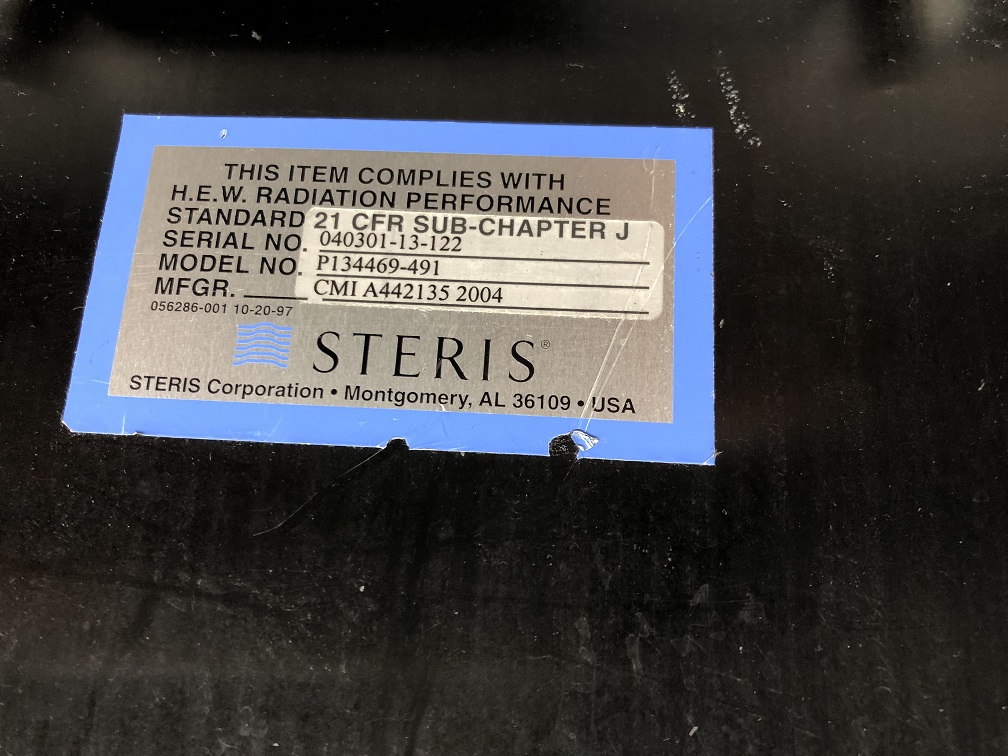 THIS ITEM COMPLIES WITH
H.E.W. RADIATION PERFORMANCE
STANDARD 21 CFR SUB-CHAPTER J
SERIAL NO. 040301-13-122
MODEL NO. P134469-491
MFGR. CMI A442135 2004
056286-001 10-20-97
STERIS®
STERIS Corporation • Montgomery, AL 36109 • USA